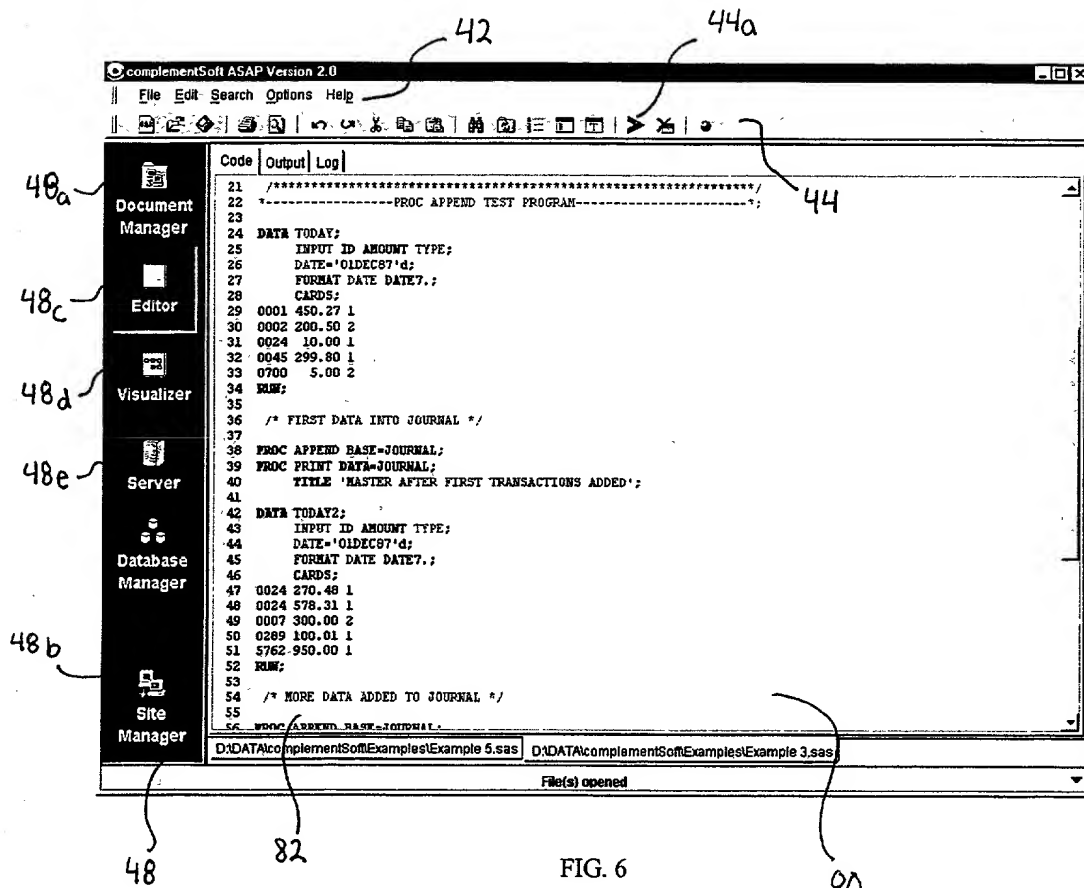 42
44a
complementSoft ASAP Version 2.0
File Edit Search Options Help
44
48a
Document
Manager
48c
Editor
48d
Visualizer
48e
Server
Database
Manager
48b
Site
Manager
48
Code Output Log
21 /****************************************************************/
22 *-----------------PROC APPEND TEST PROGRAM-----------------------*;
23
24 DATA TODAY;
25 INPUT ID AMOUNT TYPE;
26 DATE='01DEC87'd;
27 FORMAT DATE DATE7.;
28 CARDS;
29 0001 450.27 1
30 0002 200.50 2
31 0024 10.00 1
32 0045 299.80 1
33 0700 5.00 2
34 RUN;
35
36 /* FIRST DATA INTO JOURNAL */
37
38 PROC APPEND BASE=JOURNAL;
39 PROC PRINT DATA=JOURNAL;
40 TITLE 'MASTER AFTER FIRST TRANSACTIONS ADDED';
41
42 DATA TODAY2;
43 INPUT ID AMOUNT TYPE;
44 DATE='01DEC87'd;
45 FORMAT DATE DATE7.;
46 CARDS;
47 0024 270.48 1
48 0024 578.31 1
49 0007 300.00 2
50 0289 100.01 1
51 5762 950.00 1
52 RUN;
53
54 /* MORE DATA ADDED TO JOURNAL */
55
56 PROC APPEND BASE=JOURNAL;
D:\DATA\complementSoft\Examples\Example 5.sas D:\DATA\complementSoft\Examples\Example 3.sas
File(s) opened
82
FIG. 6